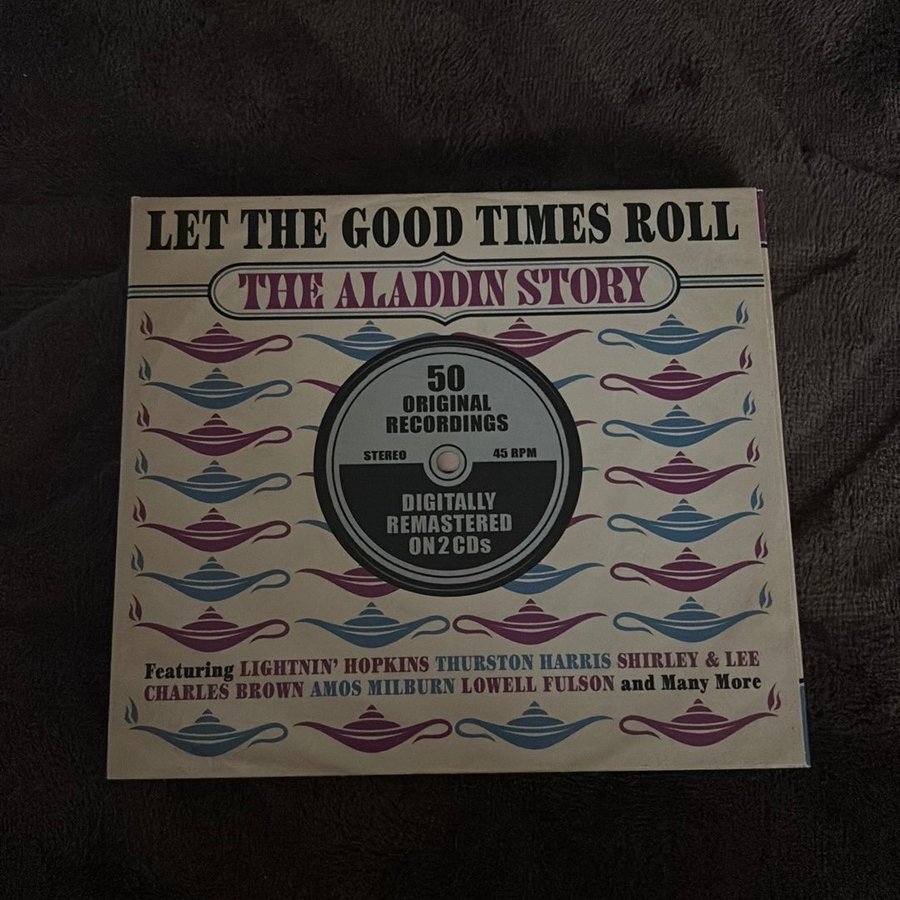 LET THE GOOD TIMES ROLL
THE ALADDIN STORY
50
ORIGINAL
RECORDINGS
STEREO 45 RPM
DIGITALLY
REMASTERED
ON 2 CDs
Featuring LIGHTNIN' HOPKINS THURSTON HARRIS SHIRLEY & LEE
CHARLES BROWN AMOS MILBURN LOWELL FULSON and Many More